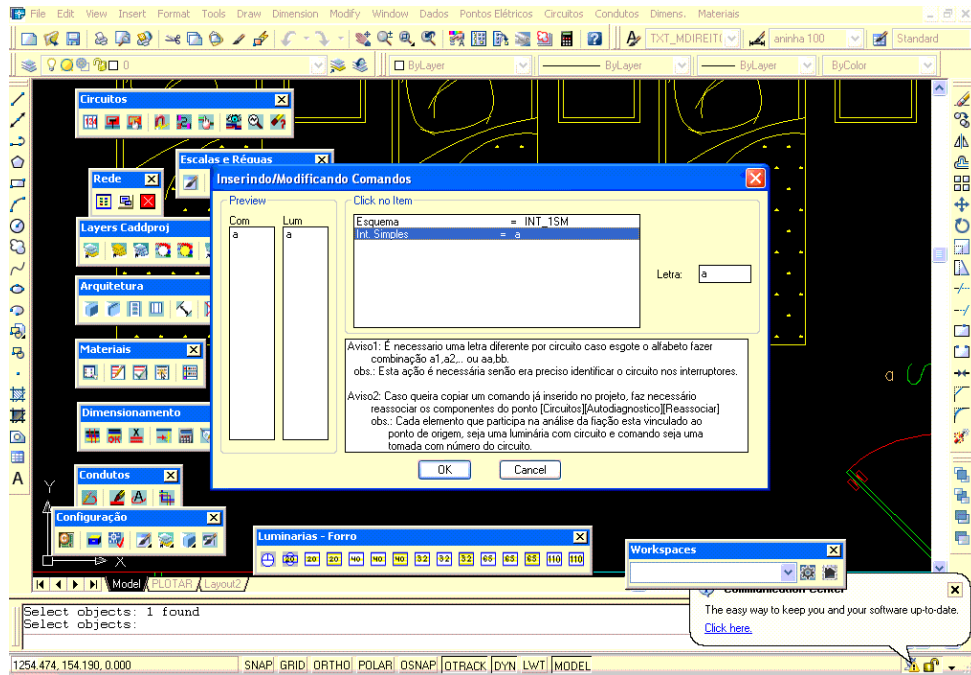 File Edit View Insert Format Tools Draw Dimension Modify Window Dados Pontos Elétricos Circuitos Condutos Dimens. Materiais
TXT_MDIREIT( aninha 100 Standard
0 ByLayer ByLayer ByLayer ByColor
Circuitos
Escalas e Réguas
Rede
Inserindo/Modificando Comandos
Preview
Click no Item
Com Lum
a a
Esquema = INT_1SM
Int. Simples = a
Letra: a
Layers Caddproj
Arquitetura
Materiais
Dimensionamento
Condutos
Configuração
Aviso1: É necessario uma letra diferente por circuito caso esgote o alfabeto fazer
combinação a1,a2,.. ou aa,bb.
obs.: Esta ação é necessária senão era preciso identificar o circuito nos interruptores.
Aviso2: Caso queira copiar um comando já inserido no projeto, faz necessário
reassociar os componentes do ponto [Circuitos][Autodiagnostico][Reassociar]
obs.: Cada elemento que participa na análise da fiação esta vinculado ao
ponto de origem, seja uma luminária com circuito e comando seja uma
tomada com número do circuito.
OK Cancel
a
Y
X
Luminarias - Forro
20 20 20 40 40 40 32 32 32 65 65 65 110 110
Workspaces
Model PLOTAR Layout2
Communication Center
The easy way to keep you and your software up-to-date.
Click here.
Select objects: 1 found
Select objects:
1254.474, 154.190, 0.000 SNAP GRID ORTHO POLAR OSNAP OTRACK DYN LWT MODEL